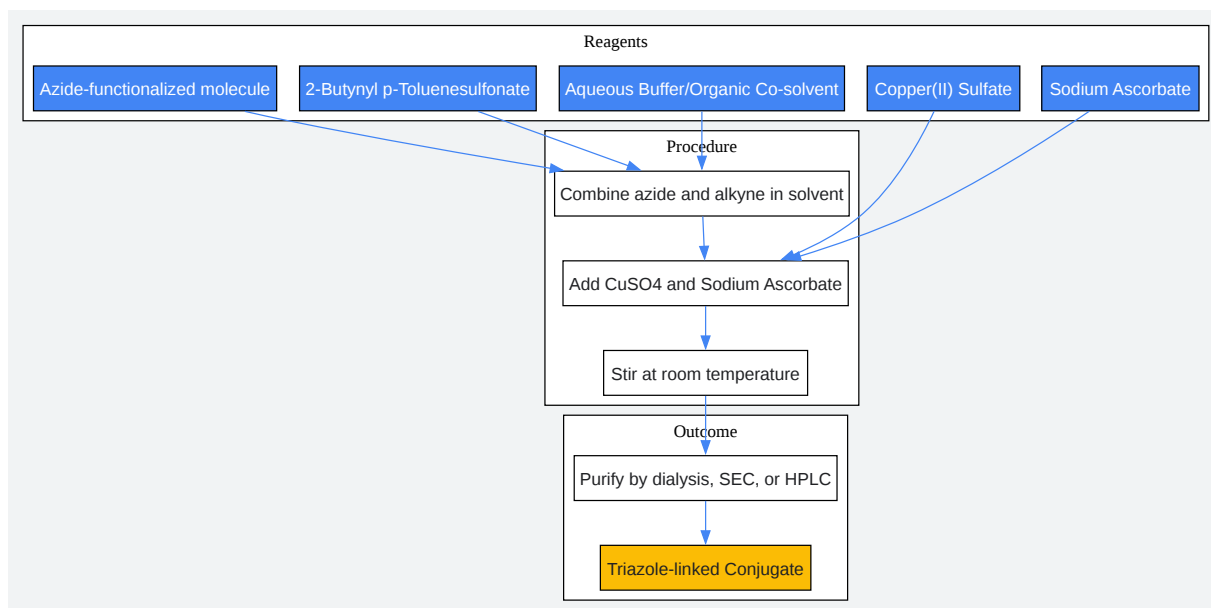 Reagents
Azide-functionalized molecule
2-Butynyl p-Toluenesulfonate
Aqueous Buffer/Organic Co-solvent
Copper(II) Sulfate
Sodium Ascorbate
Procedure
Combine azide and alkyne in solvent
Add CuSO4 and Sodium Ascorbate
Stir at room temperature
Outcome
Purify by dialysis, SEC, or HPLC
Triazole-linked Conjugate